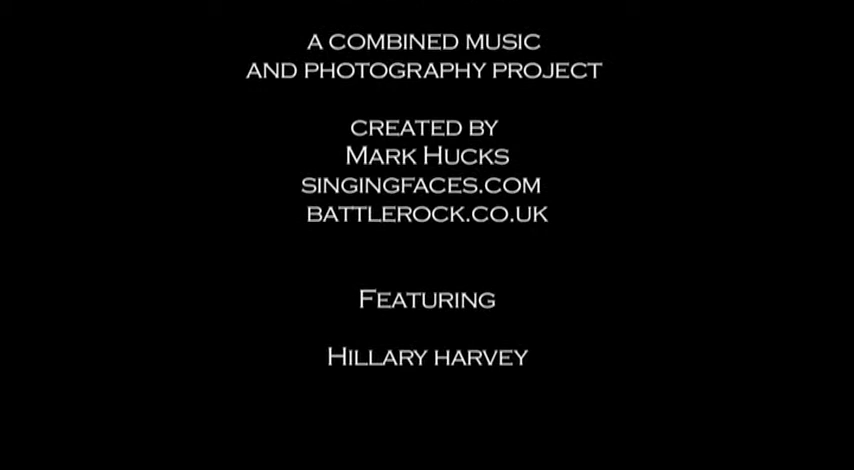 A COMBINED MUSIC
AND PHOTOGRAPHY PROJECT
CREATED BY
MARK HUCKS
SINGINGFACES.COM
BATTLEROCK.CO.UK
FEATURING
HILLARY HARVEY